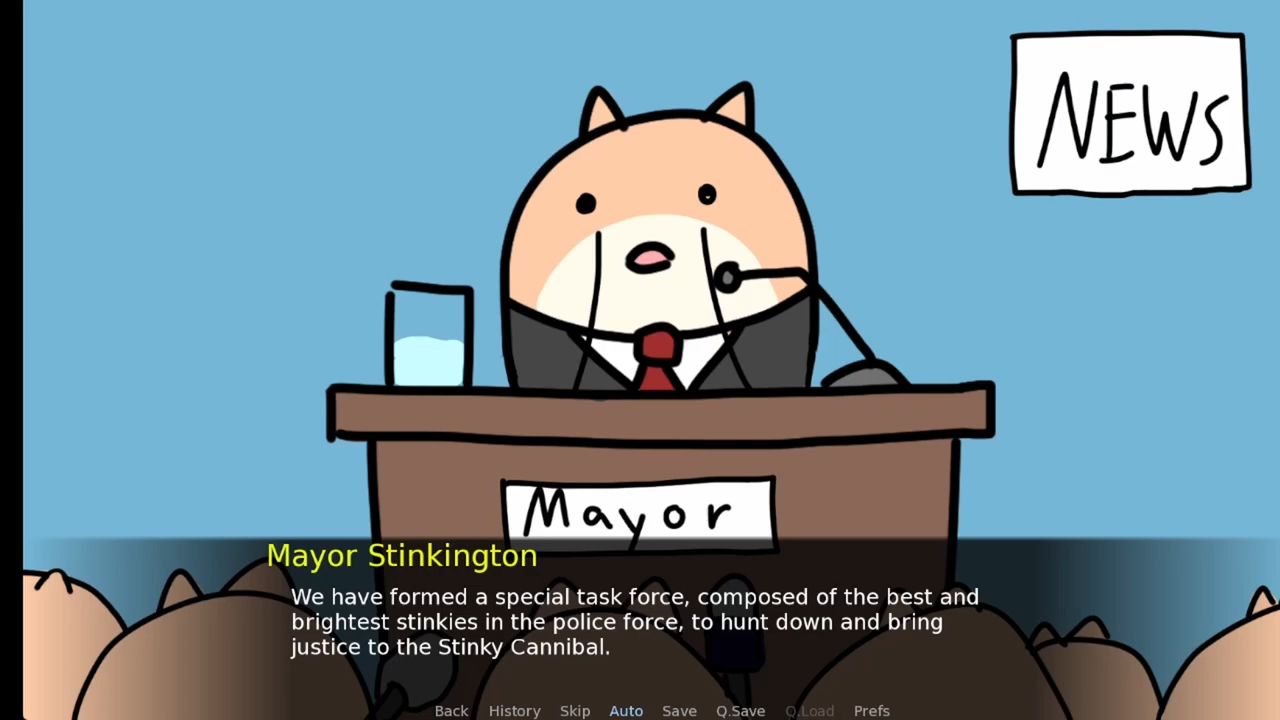 NEWS
Mayor
Mayor Stinkington
We have formed a special task force, composed of the best and
brightest stinkies in the police force, to hunt down and bring
justice to the Stinky Cannibal.
Back History Skip Auto Save Q.Save Q.Load Prefs